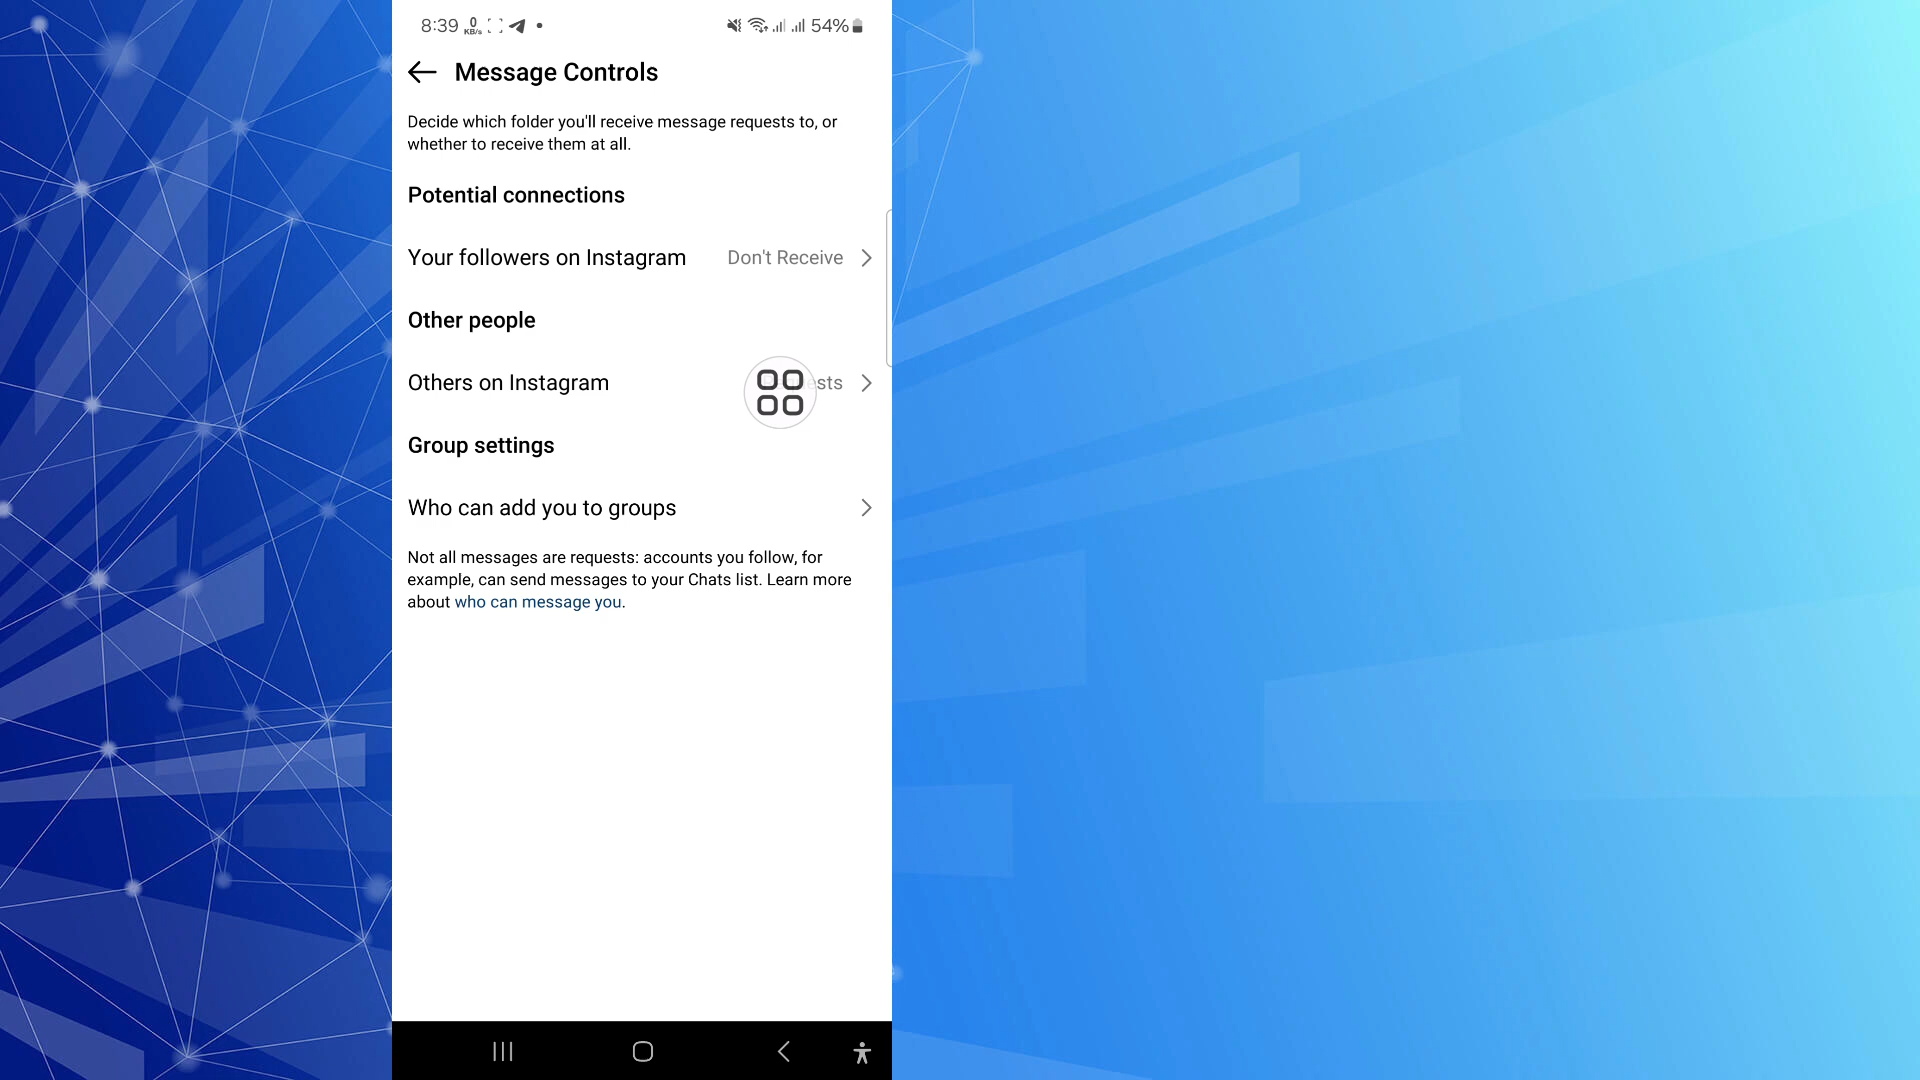 8:39 0 KB/s 54%
Message Controls
Decide which folder you'll receive message requests to, or
whether to receive them at all.
Potential connections
Your followers on Instagram Don't Receive
Other people
Others on Instagram
Group settings
Who can add you to groups
Not all messages are requests: accounts you follow, for
example, can send messages to your Chats list. Learn more
about who can message you.